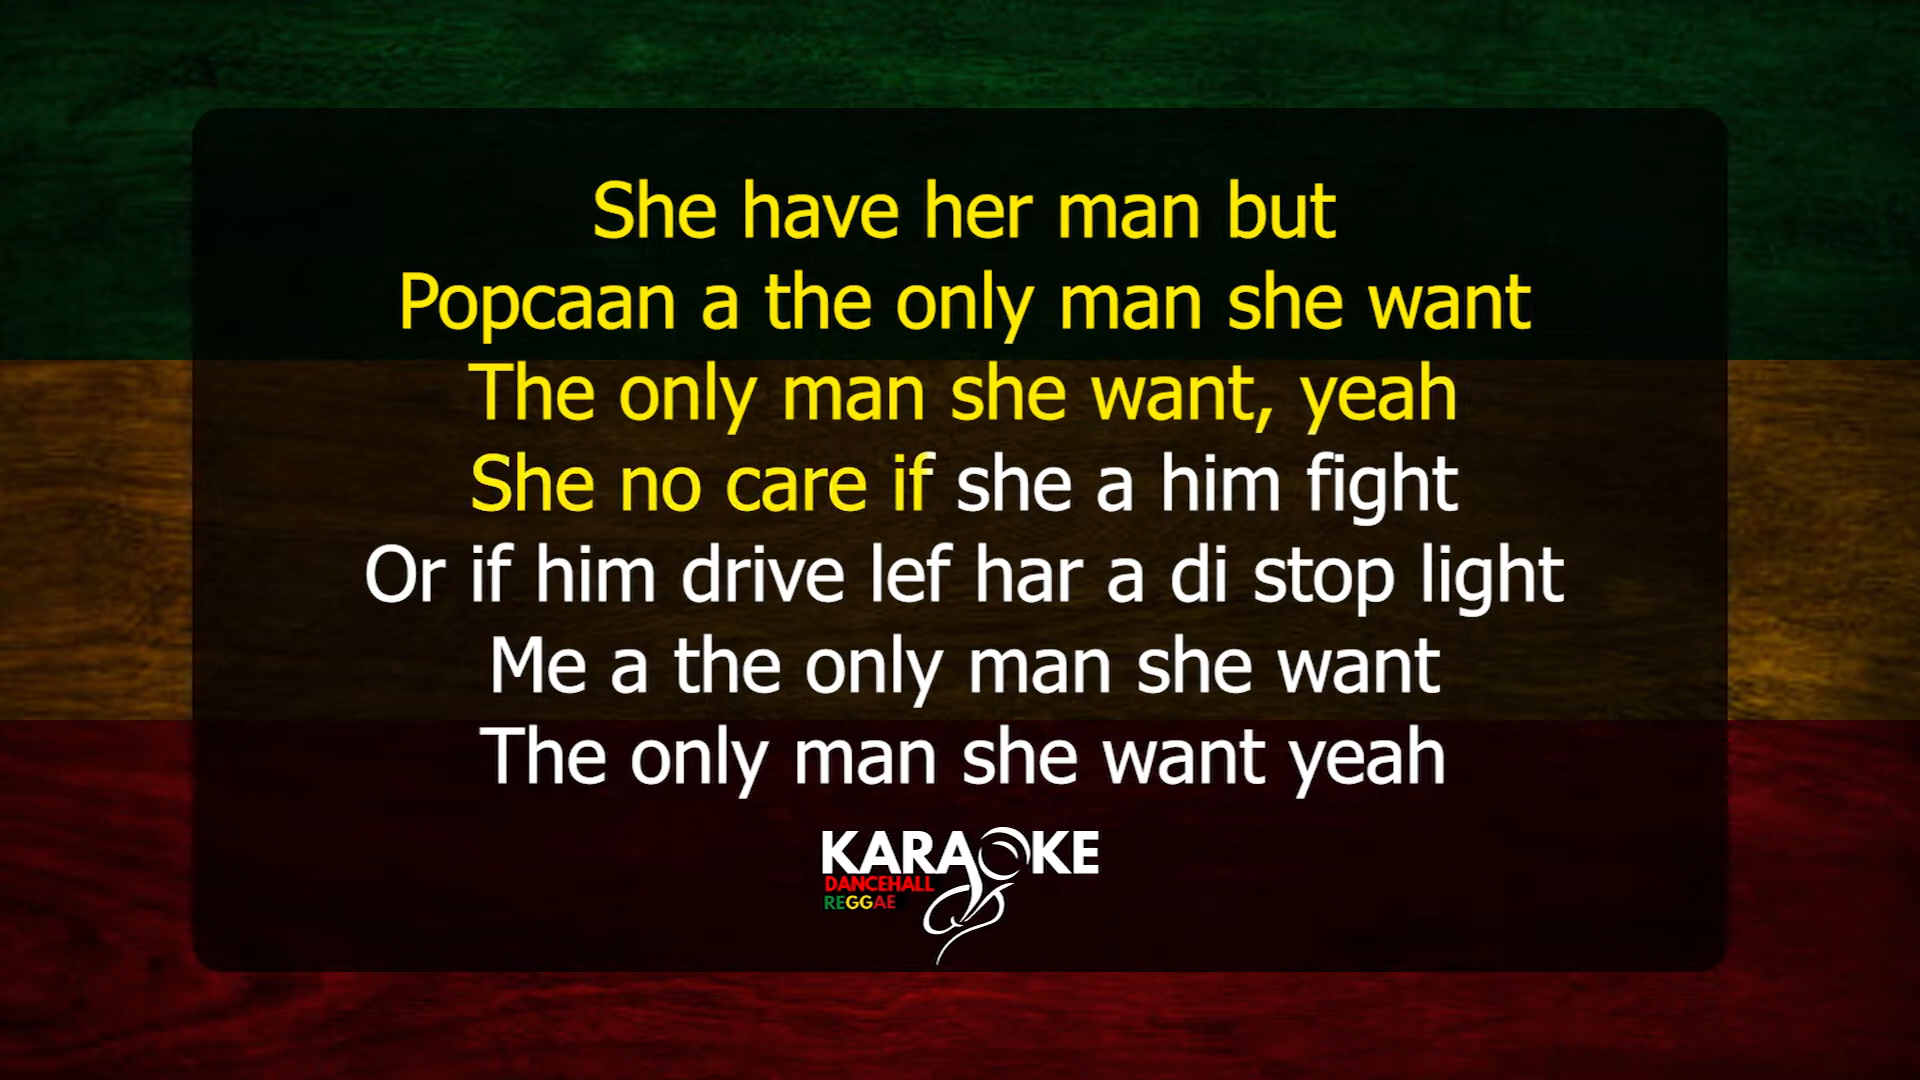 She have her man but
Popcaan a the only man she want
The only man she want, yeah
She no care if she a him fight
Or if him drive lef har a di stop light
Me a the only man she want
The only man she want yeah
KARAOKE
DANCEHALL
REGGAE